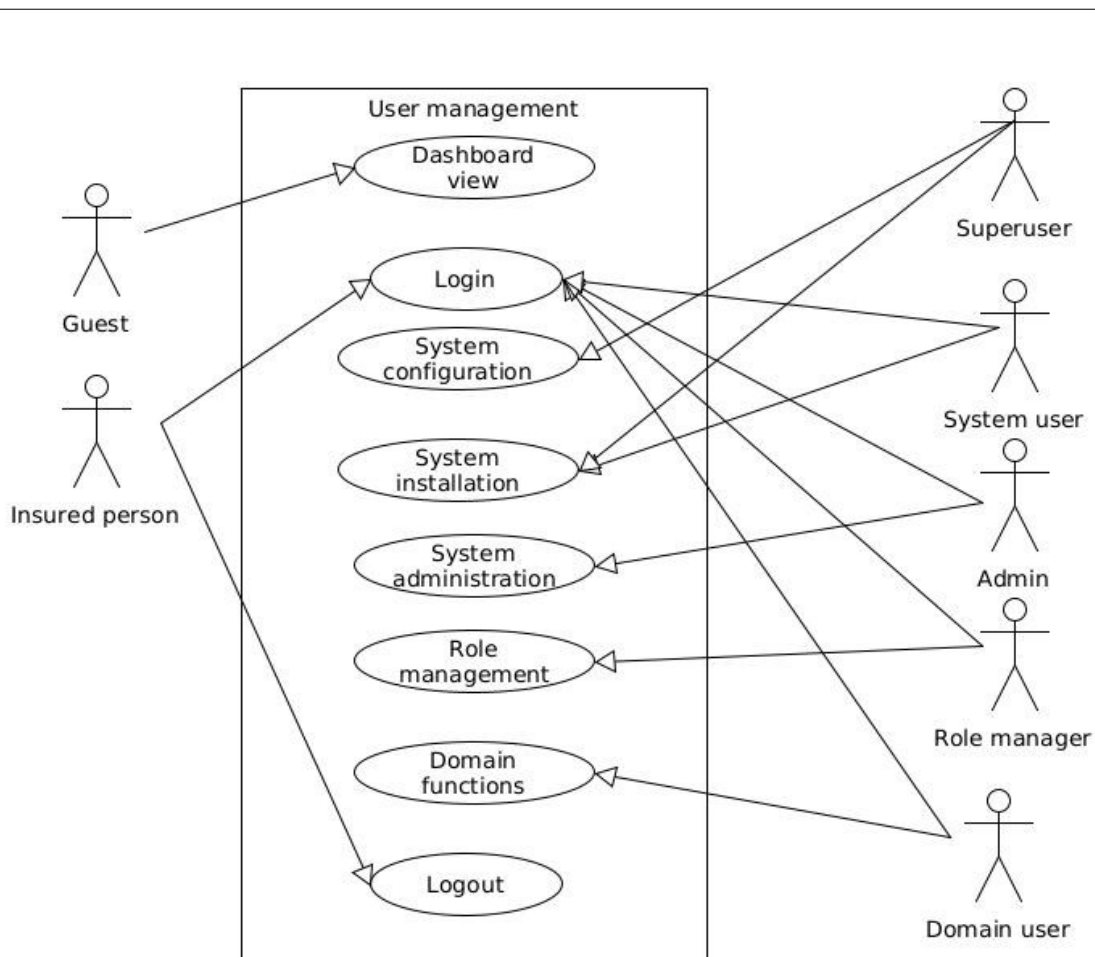 User management
Dashboard
view
Login
System
configuration
System
installation
System
administration
Role
management
Domain
functions
Logout
Guest
Insured person
Superuser
System user
Admin
Role manager
Domain user